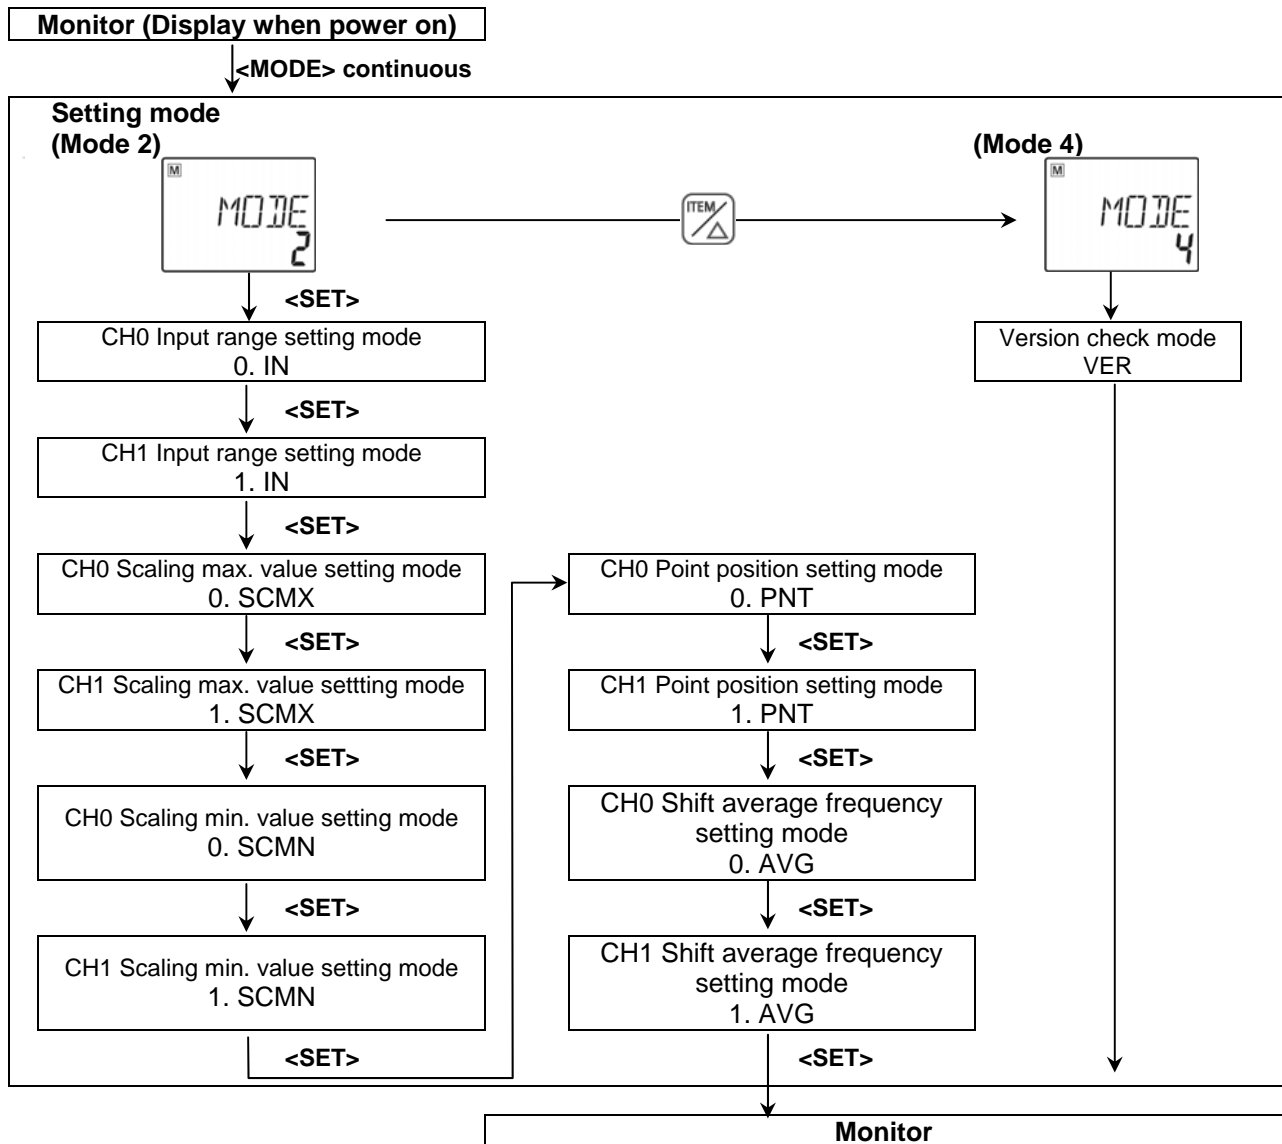 Monitor (Display when power on)
<MODE> continuous
Setting mode
(Mode 2)
M
MODE
2
ITEM
(Mode 4)
M
MODE
4
<SET>
CH0 Input range setting mode
0. IN
<SET>
CH1 Input range setting mode
1. IN
<SET>
CH0 Scaling max. value setting mode
0. SCMX
<SET>
CH1 Scaling max. value settting mode
1. SCMX
<SET>
CH0 Scaling min. value setting mode
0. SCMN
<SET>
CH1 Scaling min. value setting mode
1. SCMN
<SET>
CH0 Point position setting mode
0. PNT
<SET>
CH1 Point position setting mode
1. PNT
<SET>
CH0 Shift average frequency
setting mode
0. AVG
<SET>
CH1 Shift average frequency
setting mode
1. AVG
<SET>
Version check mode
VER
Monitor